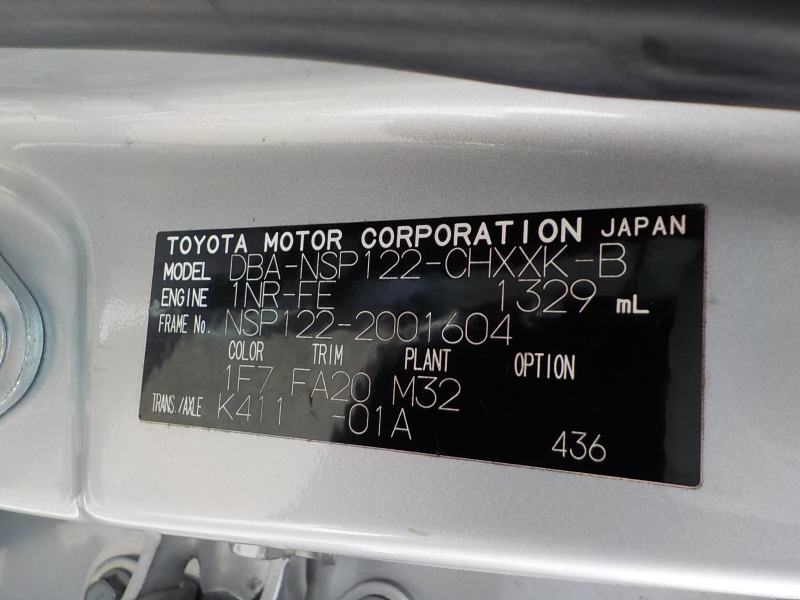 TOYOTA MOTOR CORPORATION JAPAN
MODEL DBA-NSP122-CHXXK-B
ENGINE 1NR-FE 1329 mL
FRAME No. NSP122-2001604
COLOR TRIM PLANT OPTION
1F7 FA20 M32
TRANS./AXLE K411 -01A
436